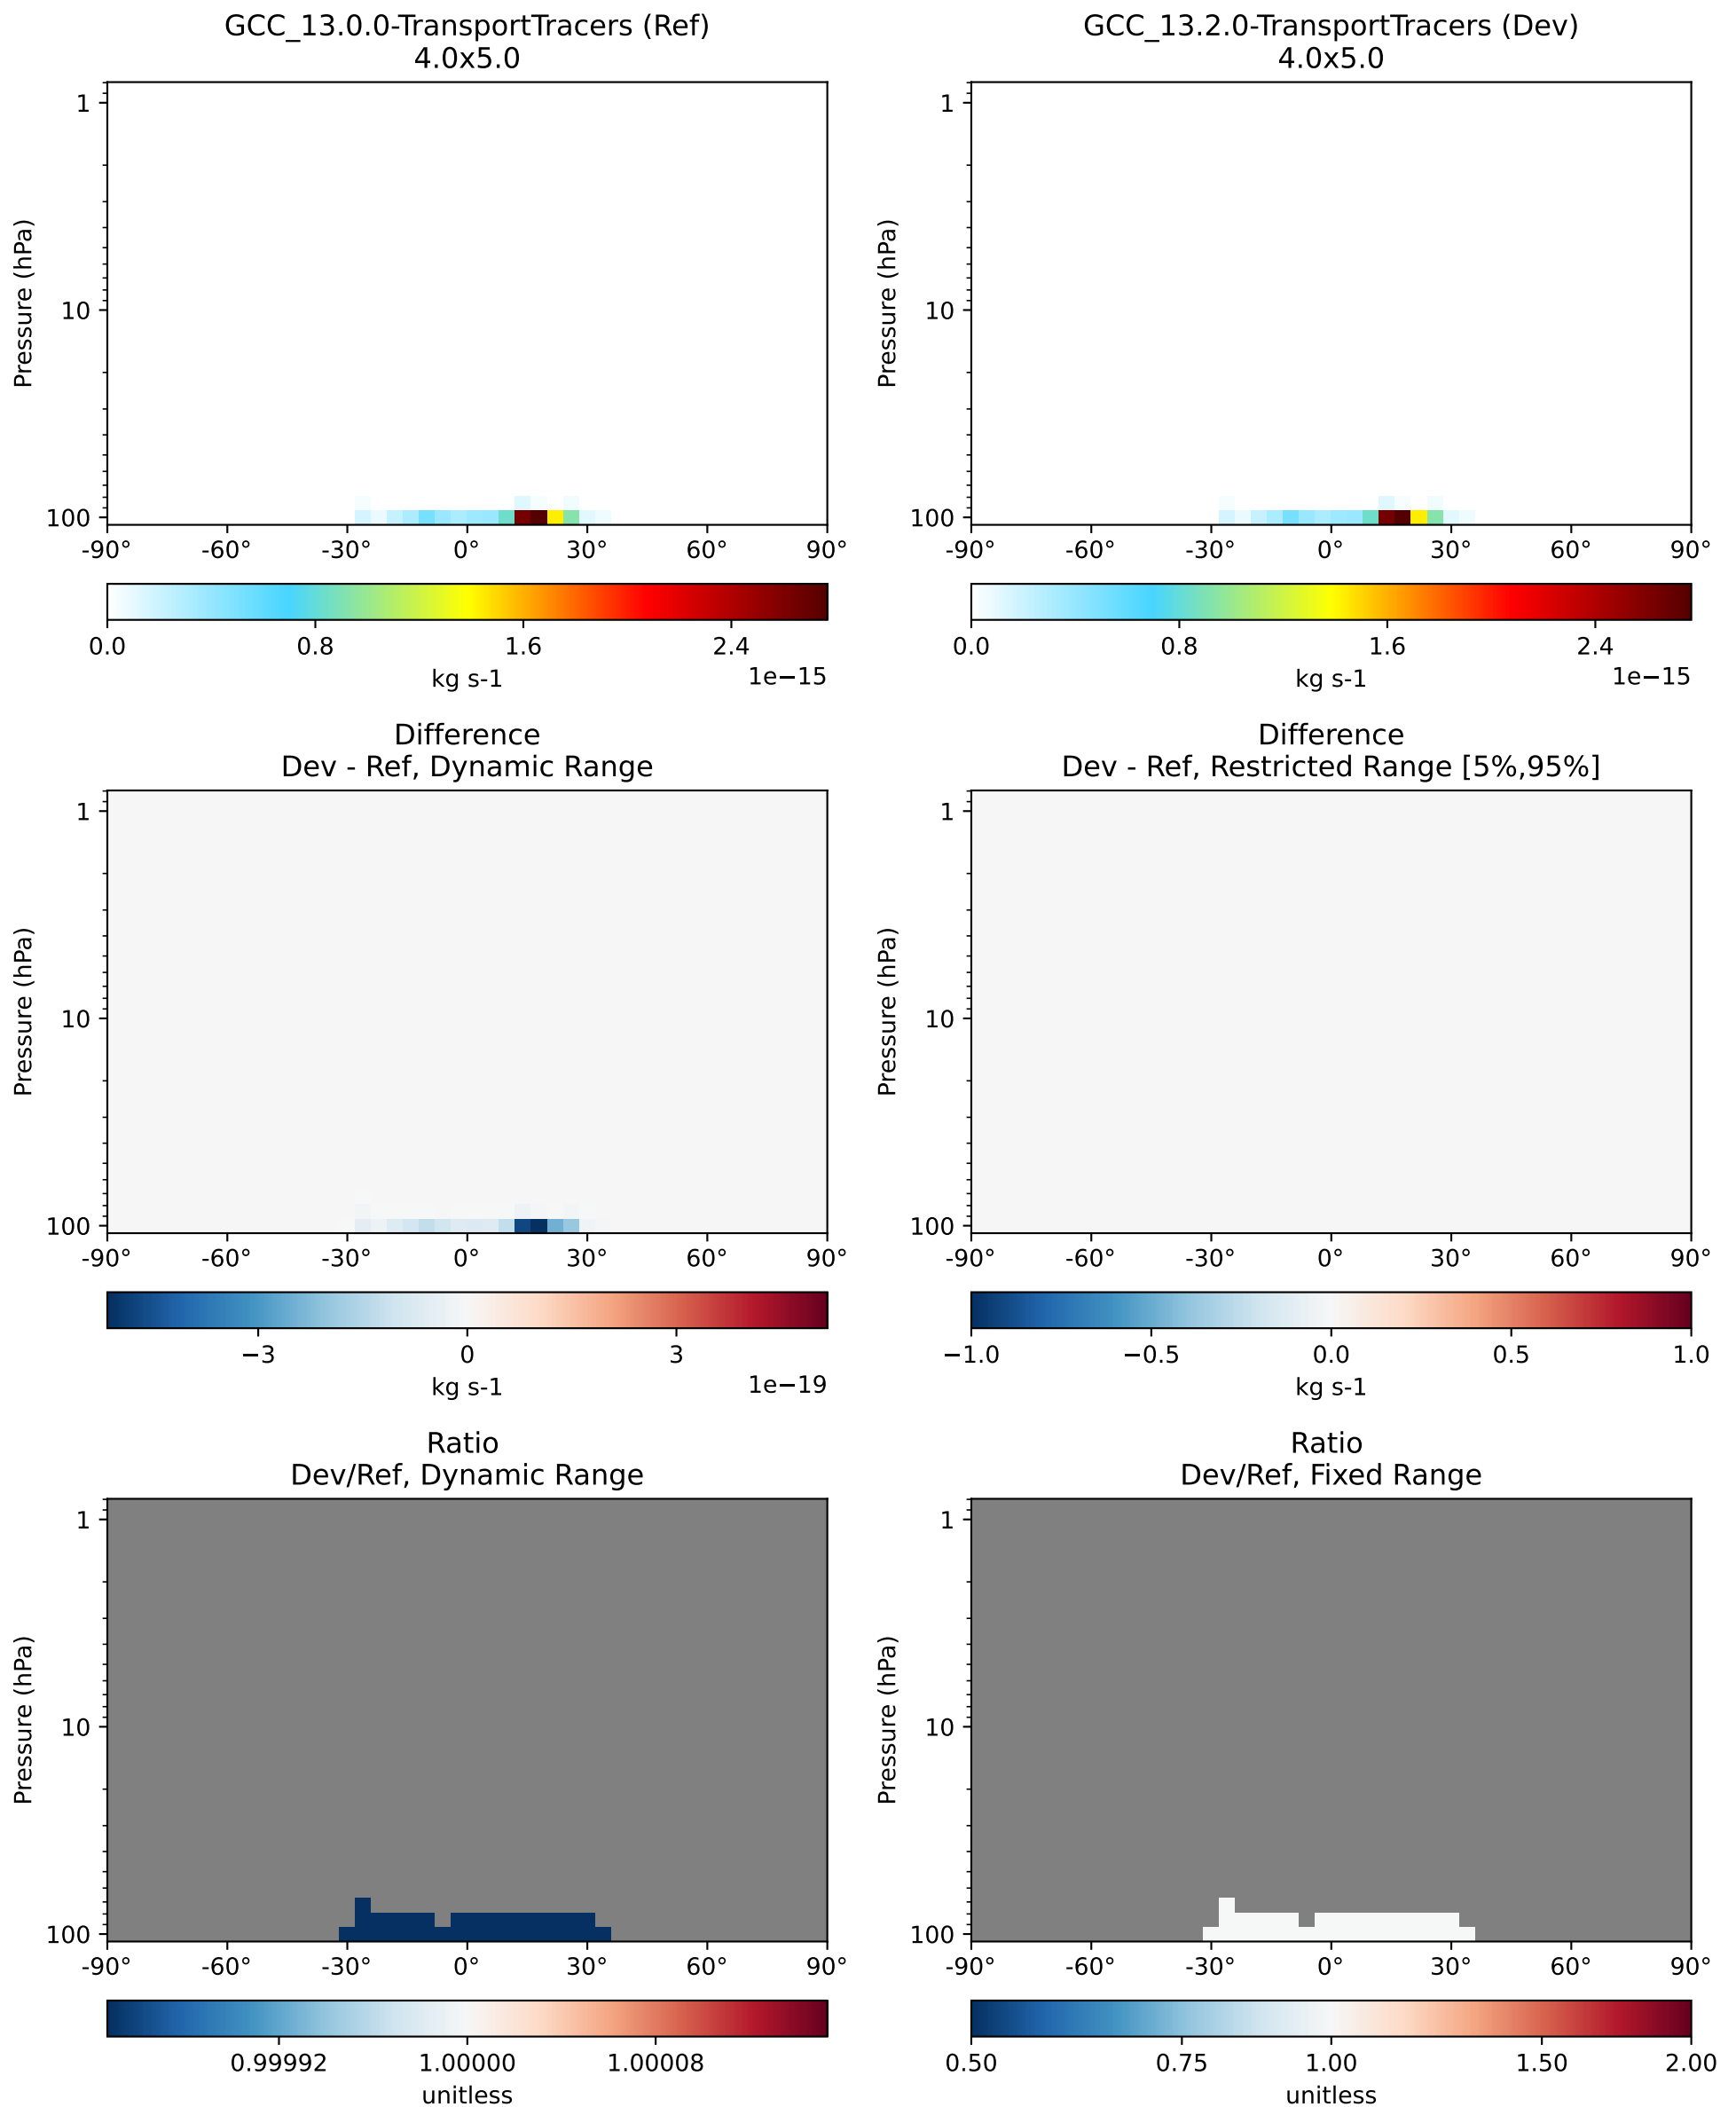 GCC_13.0.0-TransportTracers (Ref)
4.0x5.0
GCC_13.2.0-TransportTracers (Dev)
4.0x5.0
Pressure (hPa)
1
10
100
-90° -60° -30° 0° 30° 60° 90°
0.0 0.8 1.6 2.4
kg s-1
1e−15
Pressure (hPa)
1
10
100
-90° -60° -30° 0° 30° 60° 90°
0.0 0.8 1.6 2.4
kg s-1
1e−15
Difference
Dev - Ref, Dynamic Range
Pressure (hPa)
1
10
100
-90° -60° -30° 0° 30° 60° 90°
−3 0 3
kg s-1
1e−19
Difference
Dev - Ref, Restricted Range [5%,95%]
Pressure (hPa)
1
10
100
-90° -60° -30° 0° 30° 60° 90°
−1.0 −0.5 0.0 0.5 1.0
kg s-1
Ratio
Dev/Ref, Dynamic Range
Pressure (hPa)
1
10
100
-90° -60° -30° 0° 30° 60° 90°
0.99992 1.00000 1.00008
unitless
Ratio
Dev/Ref, Fixed Range
Pressure (hPa)
1
10
100
-90° -60° -30° 0° 30° 60° 90°
0.50 0.75 1.00 1.50 2.00
unitless